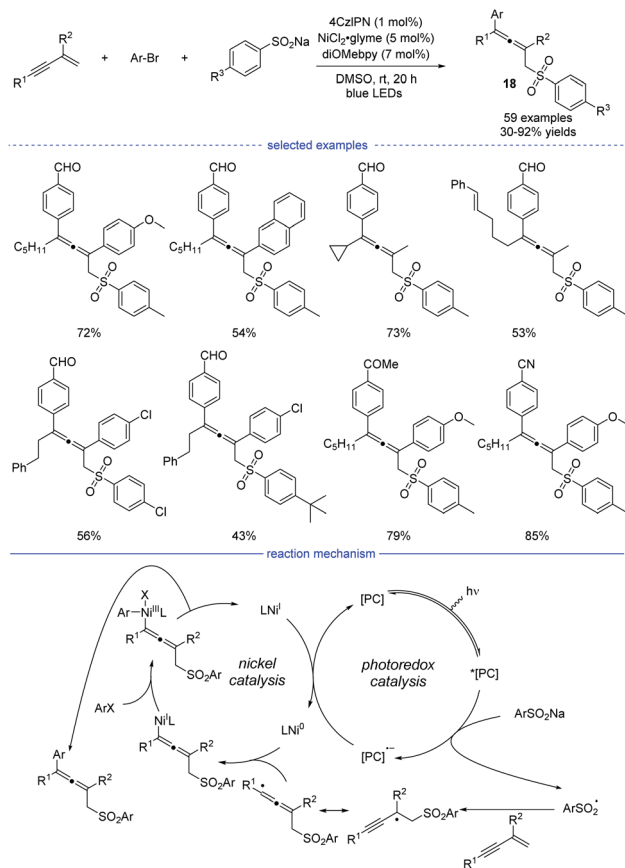 R²
R¹
+
Ar-Br
+
SO₂Na
R³
4CzIPN (1 mol%)
NiCl₂•glyme (5 mol%)
diOMebpy (7 mol%)
DMSO, rt, 20 h
blue LEDs
Ar
R¹
R²
O
S
O
18
R³
59 examples
30-92% yields
selected examples
CHO
C₅H₁₁
O
O
S
O
72%
CHO
C₅H₁₁
O
S
O
54%
CHO
O
S
O
73%
Ph
CHO
O
S
O
53%
CHO
Cl
Ph
O
S
O
Cl
56%
CHO
Cl
Ph
O
S
O
43%
COMe
O
C₅H₁₁
O
S
O
79%
CN
O
C₅H₁₁
O
S
O
85%
reaction mechanism
X
Ar-NiᴵᴵᴵL
R¹
R²
SO₂Ar
LNiᴵ
[PC]
hν
nickel
catalysis
photoredox
catalysis
*[PC]
ArX
NiᴵL
R¹
R²
SO₂Ar
LNi⁰
[PC]•−
ArSO₂Na
Ar
R¹
R²
SO₂Ar
R¹
R²
SO₂Ar
R²
SO₂Ar
R¹
ArSO₂•
R²
R¹